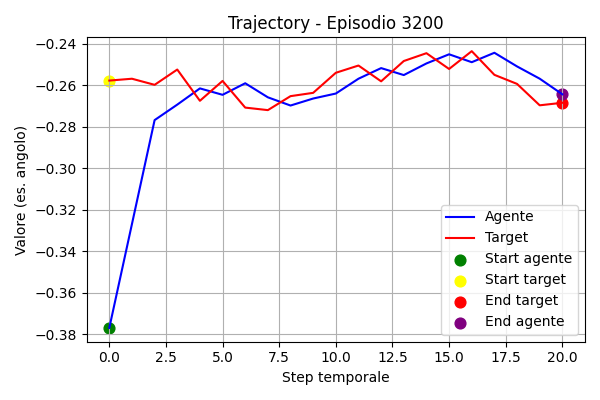 Trajectory - Episodio 3200
Valore (es. angolo)
−0.24
−0.26
−0.28
−0.30
−0.32
−0.34
−0.36
−0.38
Agente
Target
Start agente
Start target
End target
End agente
0.0 2.5 5.0 7.5 10.0 12.5 15.0 17.5 20.0
Step temporale